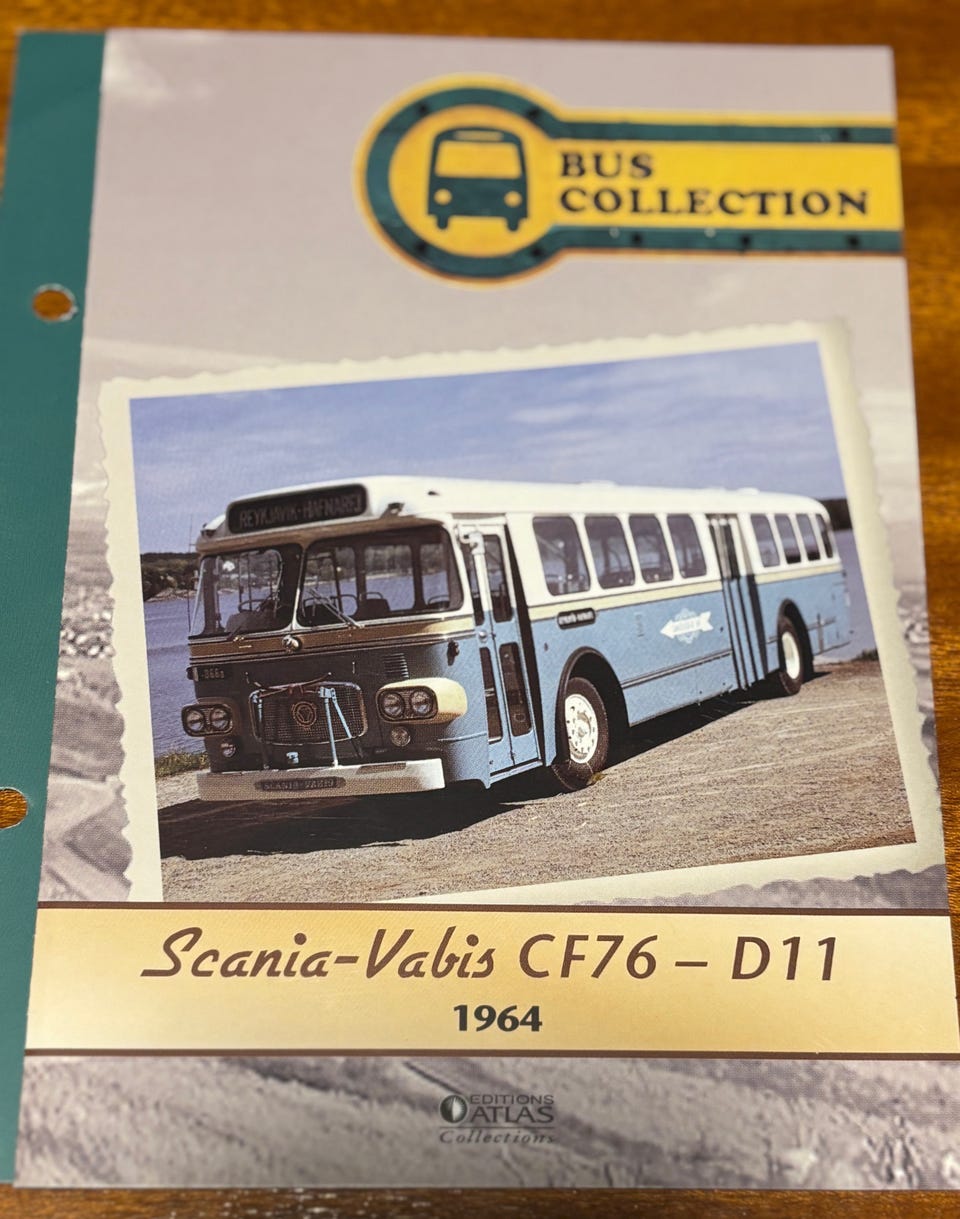 BUS
COLLECTION
REYKJAVIK-HAFNARFJ
SCANIA-VABIS
Scania-Vabis CF76 – D11
1964
EDITIONS
ATLAS
Collections